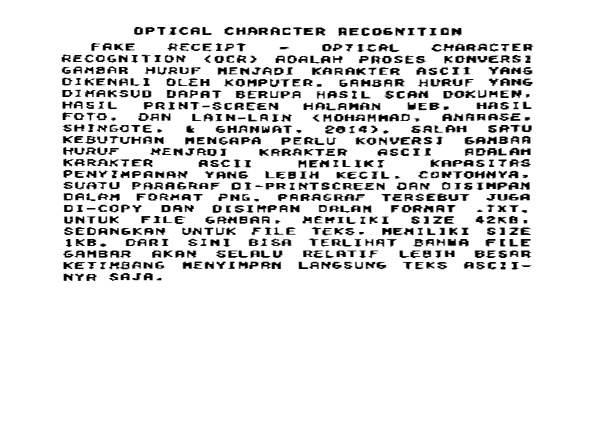 OPTICAL CHARACTER RECOGNITION
FAKE RECEIPT - OPTICAL CHARACTER
RECOGNITION (OCR) ADALAH PROSES KONVERSI
GAMBAR HURUF MENJADI KARAKTER ASCII YANG
DIKENALI OLEH KOMPUTER. GAMBAR HURUF YANG
DIMAKSUD DAPAT BERUPA HASIL SCAN DOKUMEN,
HASIL PRINT-SCREEN HALAMAN WEB, HASIL
FOTO, DAN LAIN-LAIN (MOHAMMAD, ANARASE,
SHINGOTE, & GHANWAT, 2014). SALAH SATU
KEBUTUHAN MENGAPA PERLU KONVERSI GAMBAR
HURUF MENJADI KARAKTER ASCII ADALAH
KARAKTER ASCII MEMILIKI KAPASITAS
PENYIMPANAN YANG LEBIH KECIL. CONTOHNYA,
SUATU PARAGRAF DI-PRINTSCREEN DAN DISIMPAN
DALAM FORMAT PNG. PARAGRAF TERSEBUT JUGA
DI-COPY DAN DISIMPAN DALAM FORMAT .TXT.
UNTUK FILE GAMBAR, MEMILIKI SIZE 42KB,
SEDANGKAN UNTUK FILE TEKS, MEMILIKI SIZE
1KB. DARI SINI BISA TERLIHAT BAHWA FILE
GAMBAR AKAN SELALU RELATIF LEBIH BESAR
KETIMBANG MENYIMPAN LANGSUNG TEKS ASCII-
NYA SAJA.